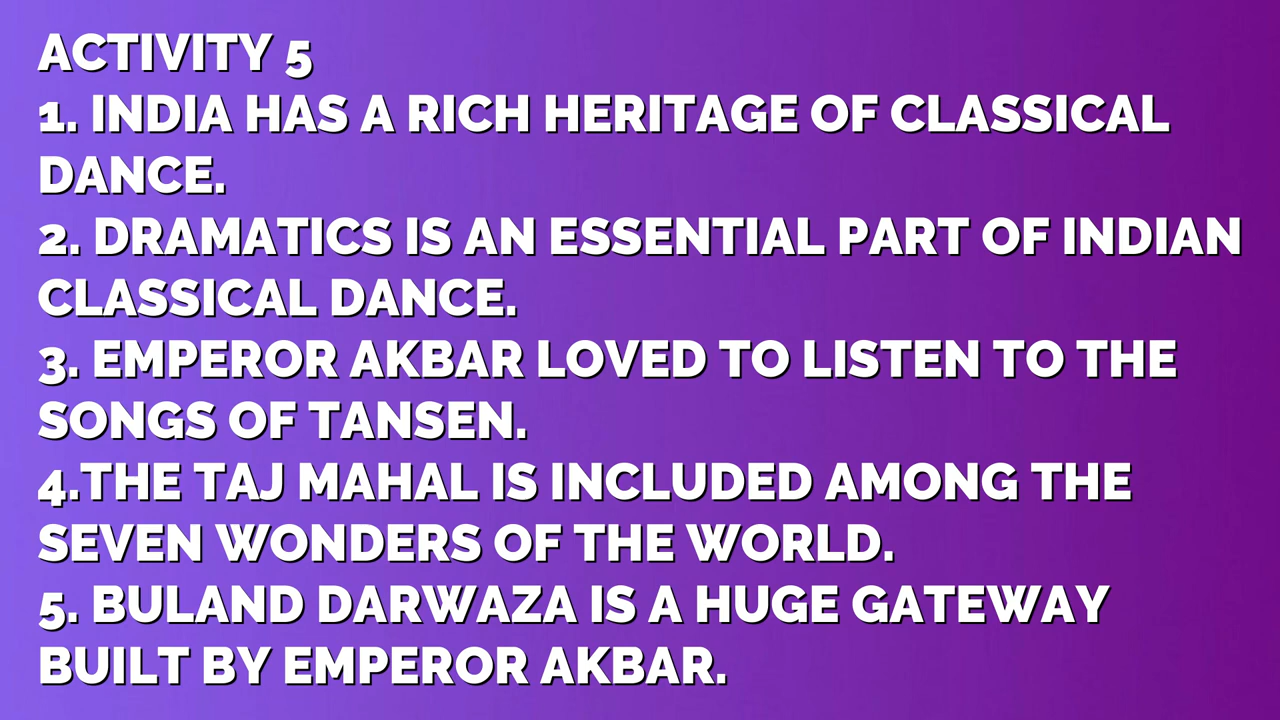 ACTIVITY 5
1. INDIA HAS A RICH HERITAGE OF CLASSICAL
DANCE.
2. DRAMATICS IS AN ESSENTIAL PART OF INDIAN
CLASSICAL DANCE.
3. EMPEROR AKBAR LOVED TO LISTEN TO THE
SONGS OF TANSEN.
4.THE TAJ MAHAL IS INCLUDED AMONG THE
SEVEN WONDERS OF THE WORLD.
5. BULAND DARWAZA IS A HUGE GATEWAY
BUILT BY EMPEROR AKBAR.